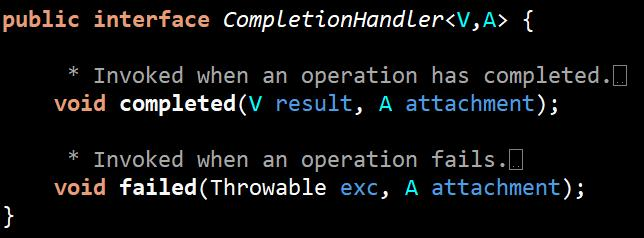 public interface CompletionHandler<V,A> {
* Invoked when an operation has completed...
void completed(V result, A attachment);
* Invoked when an operation fails...
void failed(Throwable exc, A attachment);
}